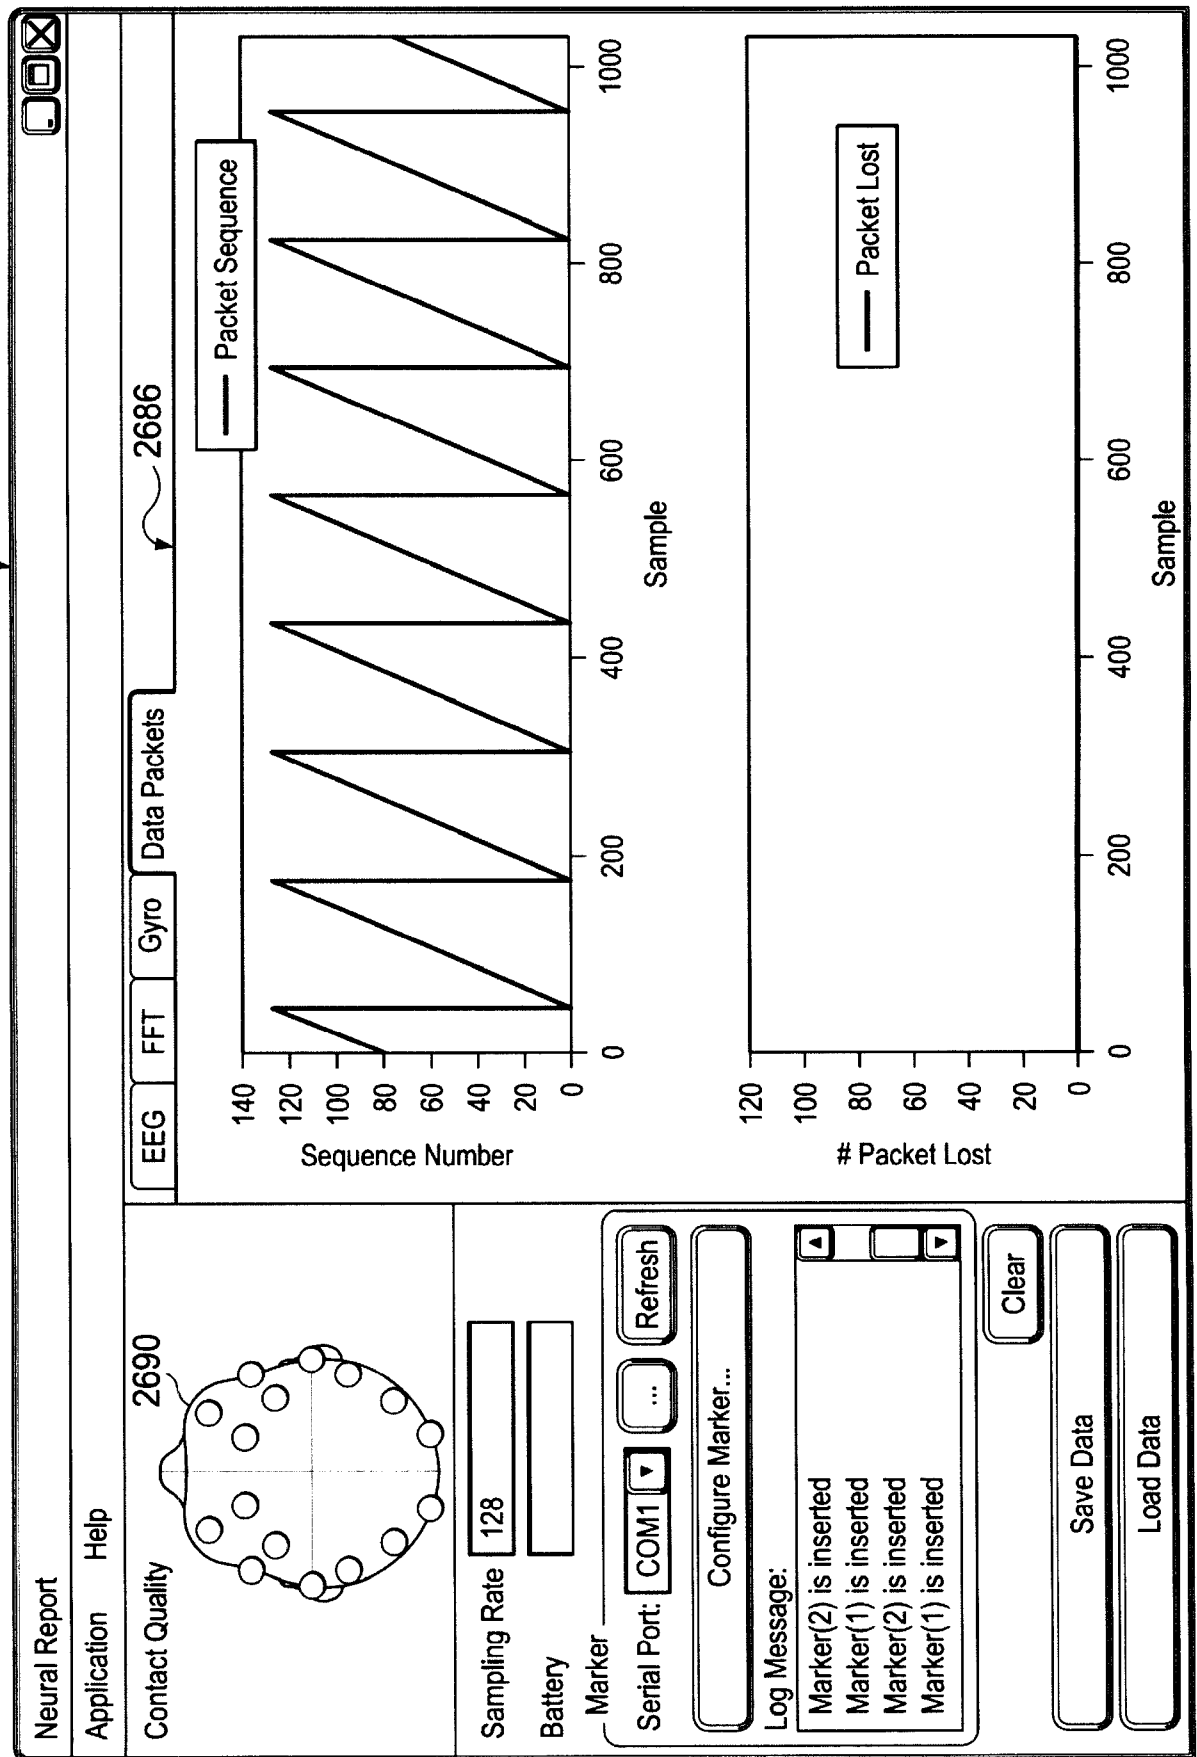 Neural Report
Application Help
Contact Quality
2690
Sampling Rate 128
Battery
Marker
Serial Port: COM1 ... Refresh
Configure Marker...
Log Message:
Marker(2) is inserted
Marker(1) is inserted
Marker(2) is inserted
Marker(1) is inserted
Clear
Save Data
Load Data
EEG FFT Gyro Data Packets
2686
Packet Sequence
Sequence Number
140
120
100
80
60
40
20
0
0 200 400 600 800 1000
Sample
Packet Lost
# Packet Lost
120
100
80
60
40
20
0
0 200 400 600 800 1000
Sample